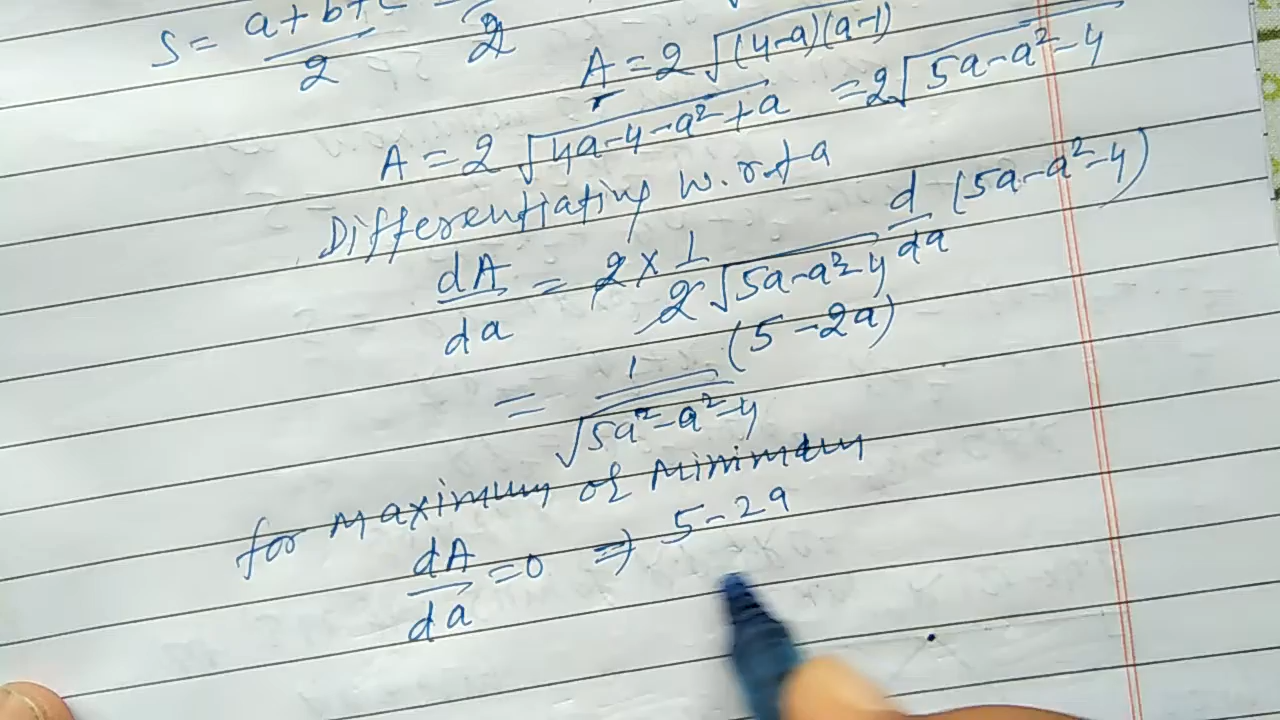 S = a+b+c/2 /2
A = 2 √(4-a)(a-1)
A = 2 √4a-4-a²+a = 2√5a-a²-4
Differentiating w.r.t a
dA/da = 2 × 1/2√5a-a²-4 d/da (5a-a²-4)
= 1/√5a²-a²-4 (5-2a)
for Maximum or Minimum
dA/da = 0 ⇒ 5-2a